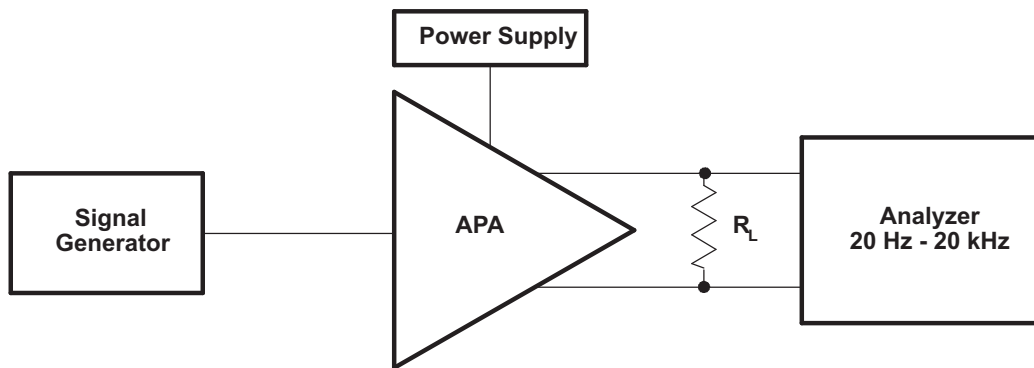 Power Supply
Signal
Generator
APA
R_L
Analyzer
20 Hz - 20 kHz